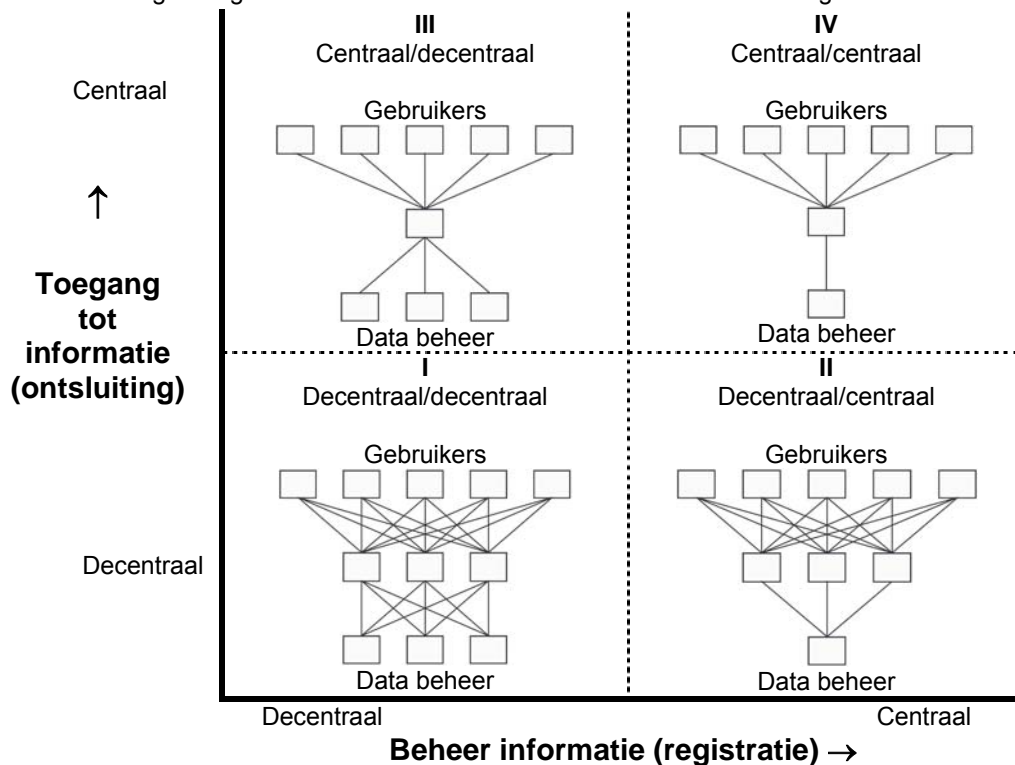 III
Centraal/decentraal
IV
Centraal/centraal
Centraal
Gebruikers
Gebruikers
↑
Toegang
tot
informatie
(ontsluiting)
Data beheer
Data beheer
I
Decentraal/decentraal
II
Decentraal/centraal
Gebruikers
Gebruikers
Decentraal
Data beheer
Data beheer
Decentraal
Centraal
Beheer informatie (registratie) →